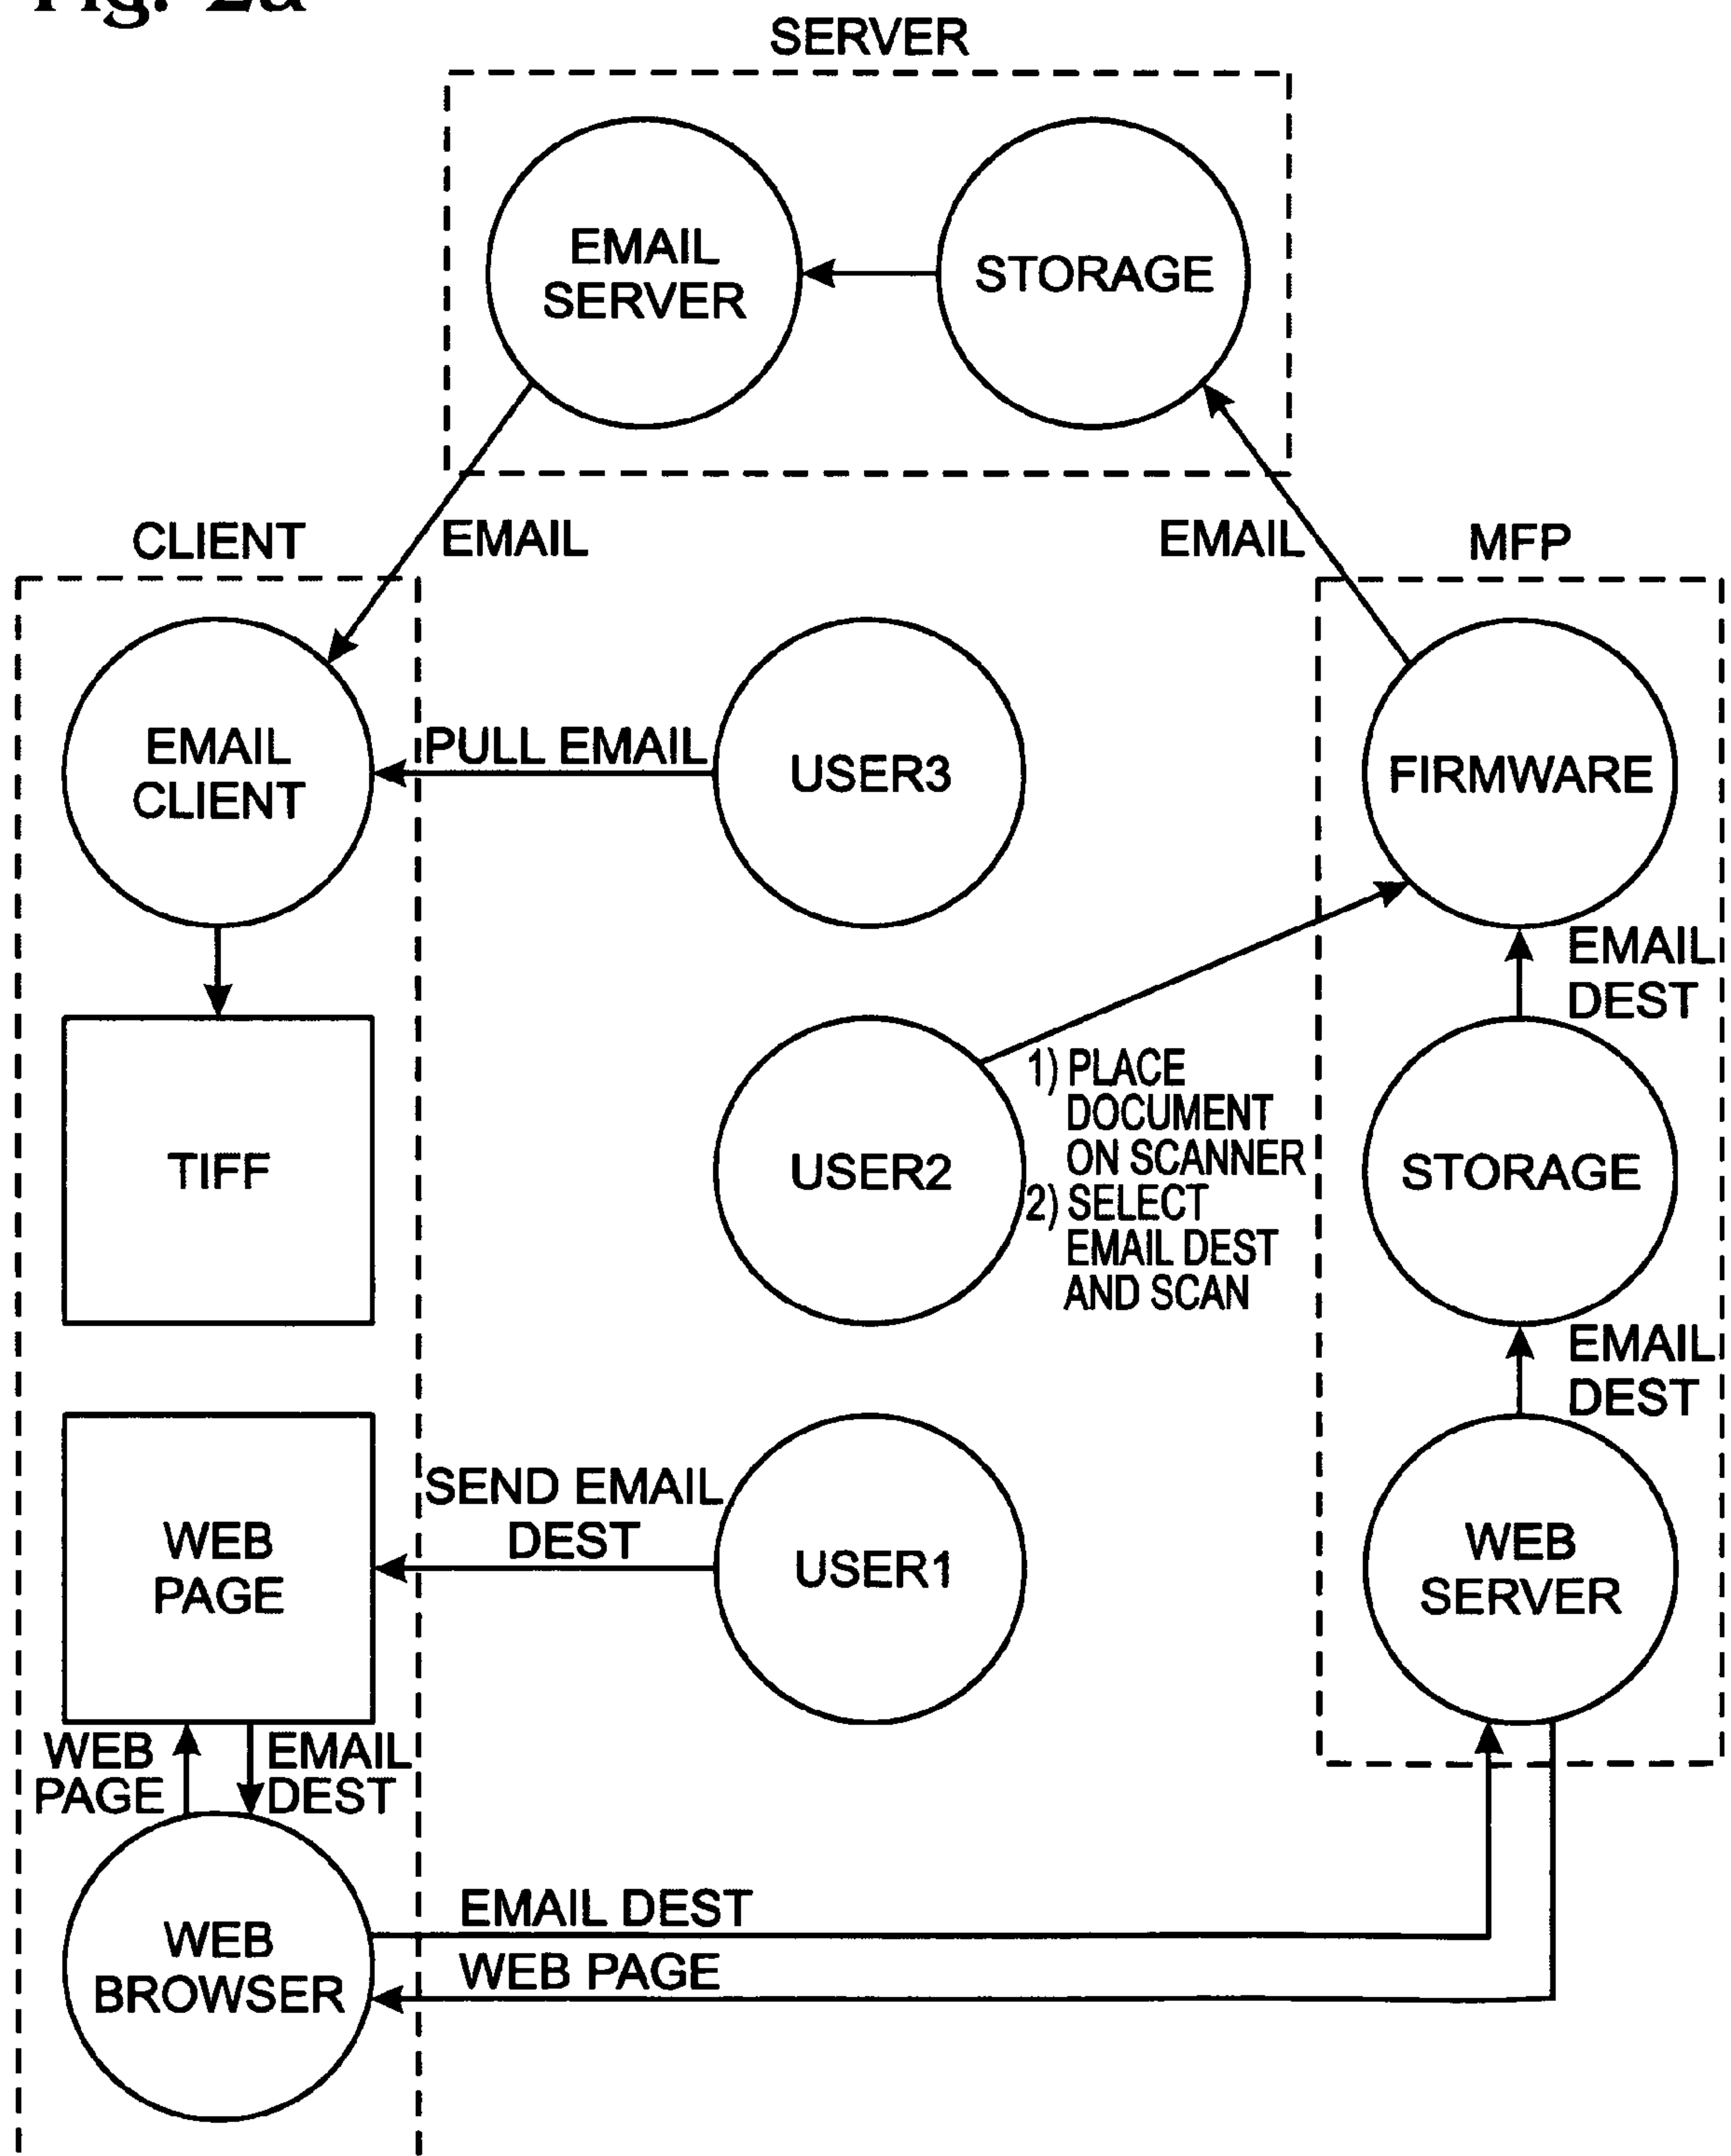 Fig. 2a
SERVER
EMAIL
SERVER
STORAGE
CLIENT
EMAIL
EMAIL
MFP
EMAIL
CLIENT
PULL EMAIL
USER3
FIRMWARE
EMAIL
DEST
TIFF
USER2
1) PLACE
DOCUMENT
ON SCANNER
2) SELECT
EMAIL DEST
AND SCAN
STORAGE
EMAIL
DEST
WEB
PAGE
SEND EMAIL
DEST
USER1
WEB
SERVER
WEB
PAGE
EMAIL
DEST
WEB
BROWSER
EMAIL DEST
WEB PAGE